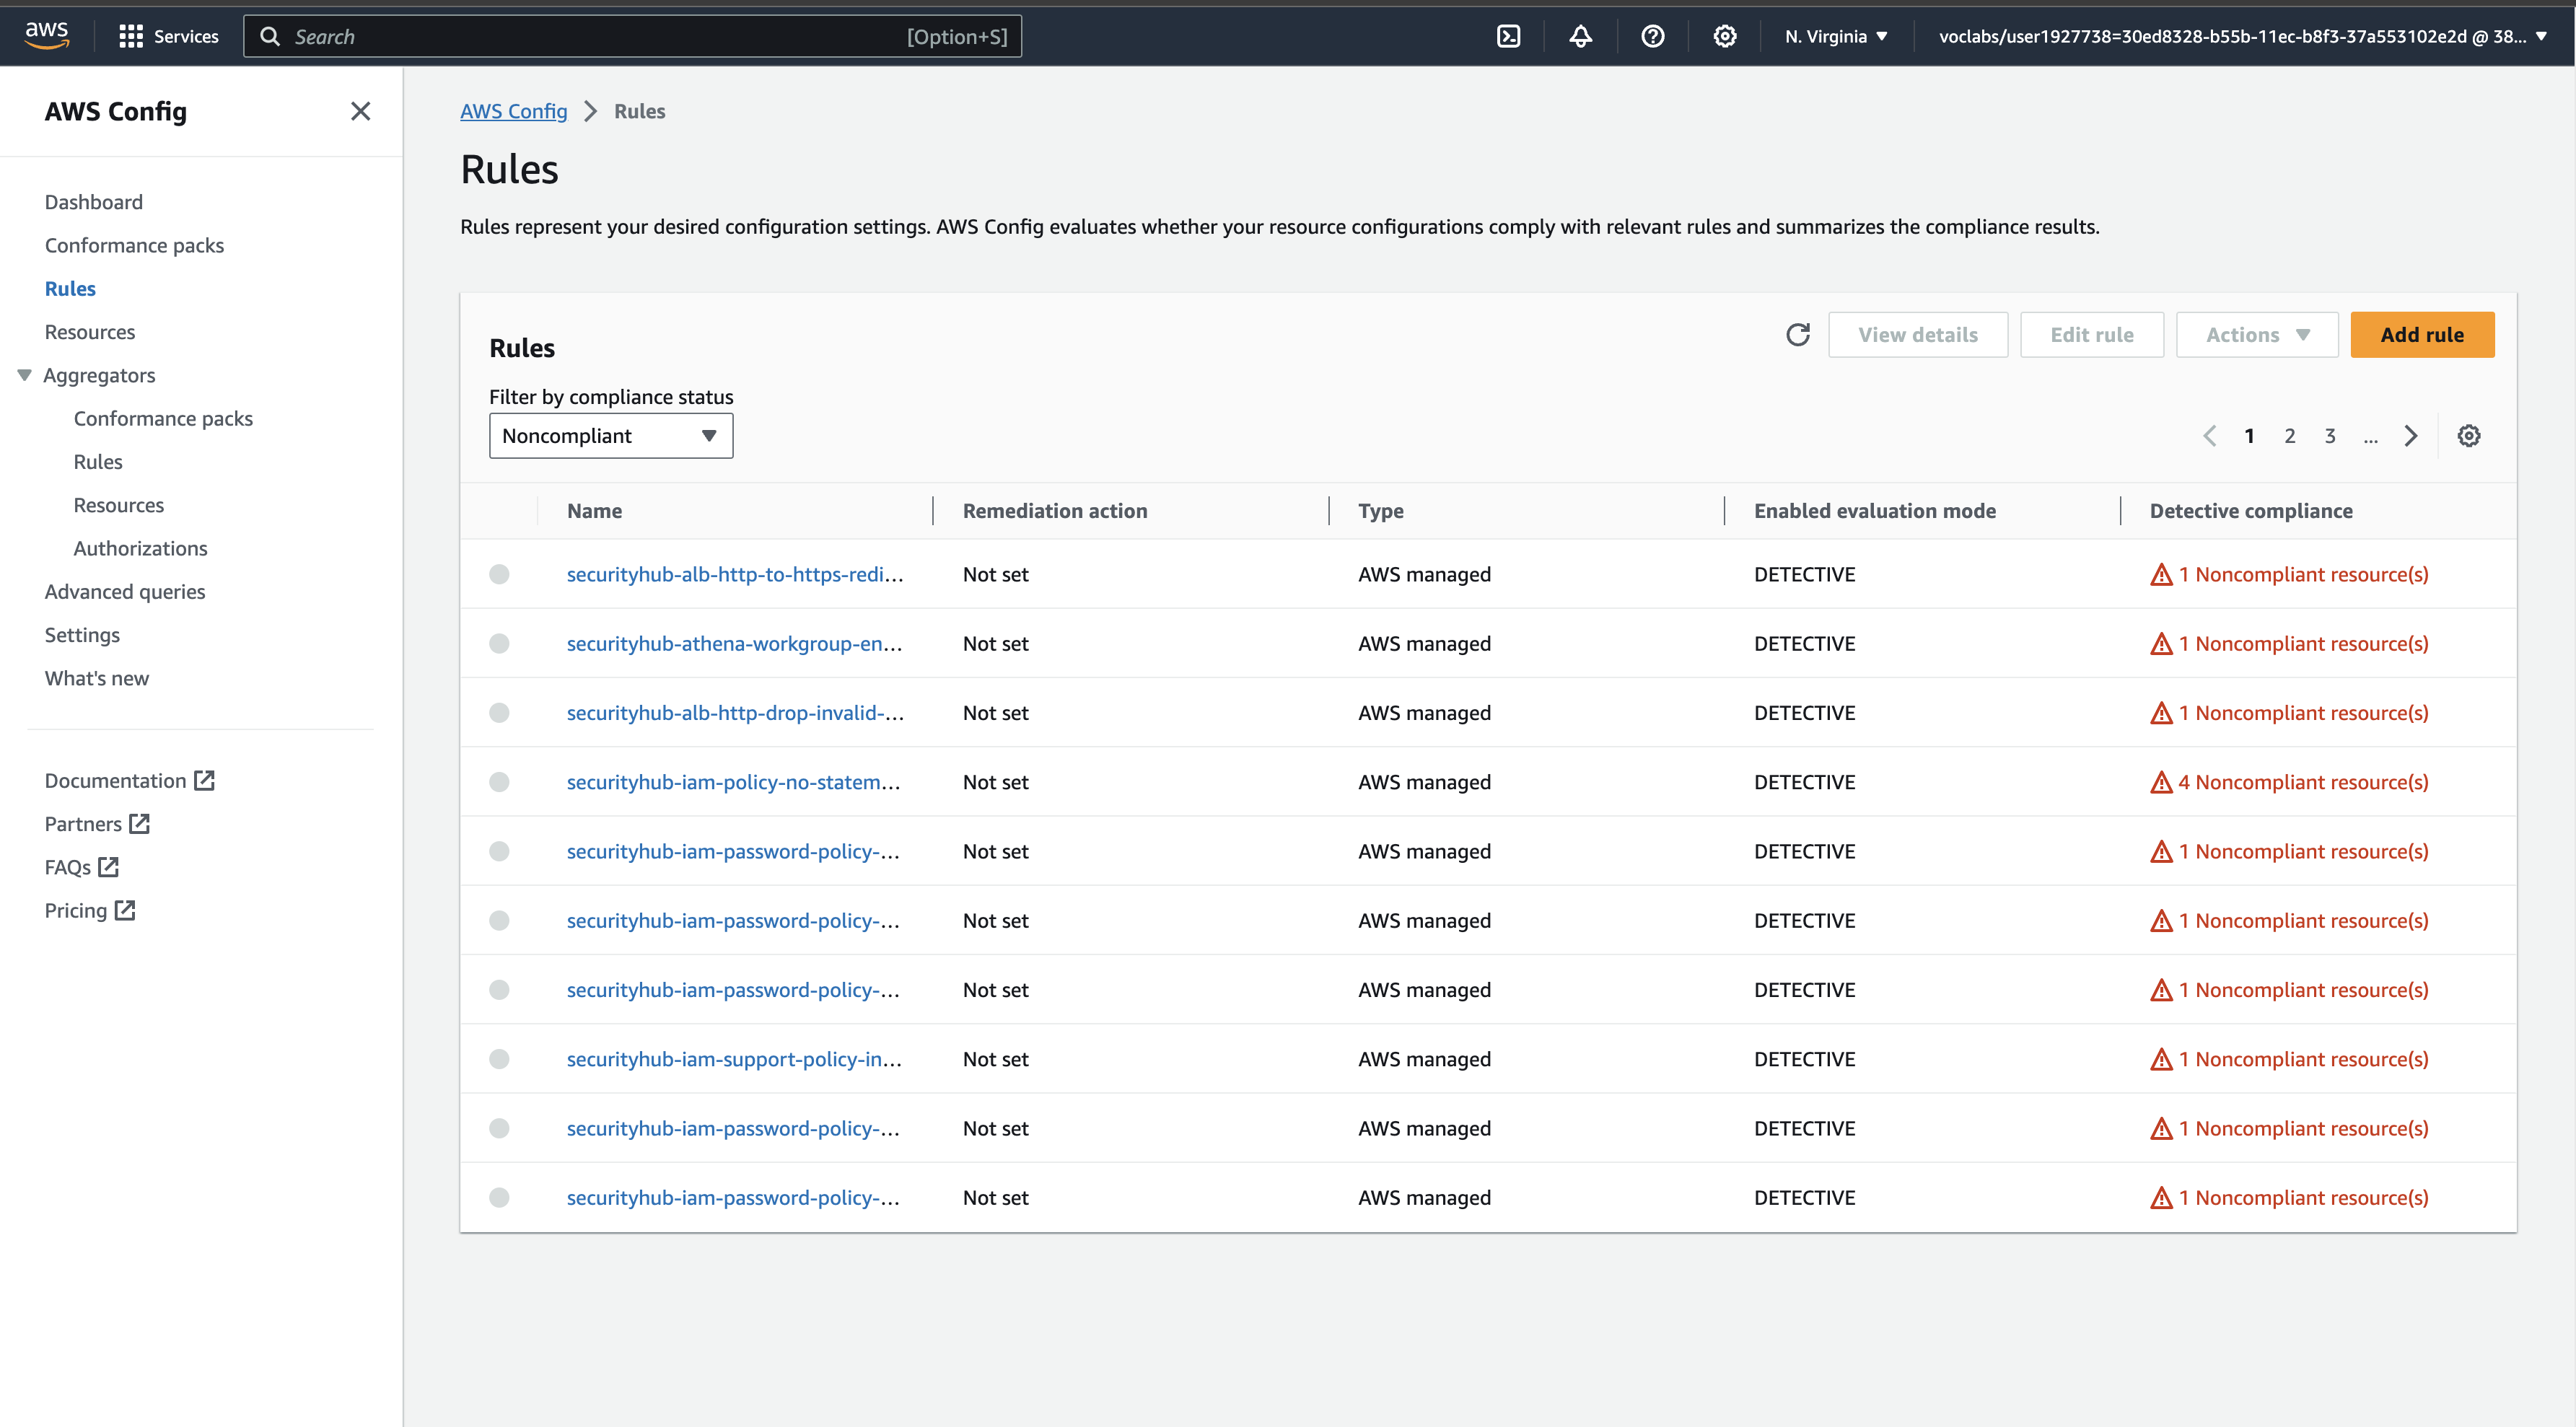 aws Services Search [Option+S] N. Virginia voclabs/user1927738=30ed8328-b55b-11ec-b8f3-37a553102e2d @ 38...
AWS Config
Dashboard
Conformance packs
Rules
Resources
Aggregators
Conformance packs
Rules
Resources
Authorizations
Advanced queries
Settings
What's new
Documentation
Partners
FAQs
Pricing
AWS Config > Rules
Rules
Rules represent your desired configuration settings. AWS Config evaluates whether your resource configurations comply with relevant rules and summarizes the compliance results.
Rules View details Edit rule Actions Add rule
Filter by compliance status
Noncompliant 1 2 3 ...
Name Remediation action Type Enabled evaluation mode Detective compliance
securityhub-alb-http-to-https-redi... Not set AWS managed DETECTIVE 1 Noncompliant resource(s)
securityhub-athena-workgroup-en... Not set AWS managed DETECTIVE 1 Noncompliant resource(s)
securityhub-alb-http-drop-invalid-... Not set AWS managed DETECTIVE 1 Noncompliant resource(s)
securityhub-iam-policy-no-statem... Not set AWS managed DETECTIVE 4 Noncompliant resource(s)
securityhub-iam-password-policy-... Not set AWS managed DETECTIVE 1 Noncompliant resource(s)
securityhub-iam-password-policy-... Not set AWS managed DETECTIVE 1 Noncompliant resource(s)
securityhub-iam-password-policy-... Not set AWS managed DETECTIVE 1 Noncompliant resource(s)
securityhub-iam-support-policy-in... Not set AWS managed DETECTIVE 1 Noncompliant resource(s)
securityhub-iam-password-policy-... Not set AWS managed DETECTIVE 1 Noncompliant resource(s)
securityhub-iam-password-policy-... Not set AWS managed DETECTIVE 1 Noncompliant resource(s)